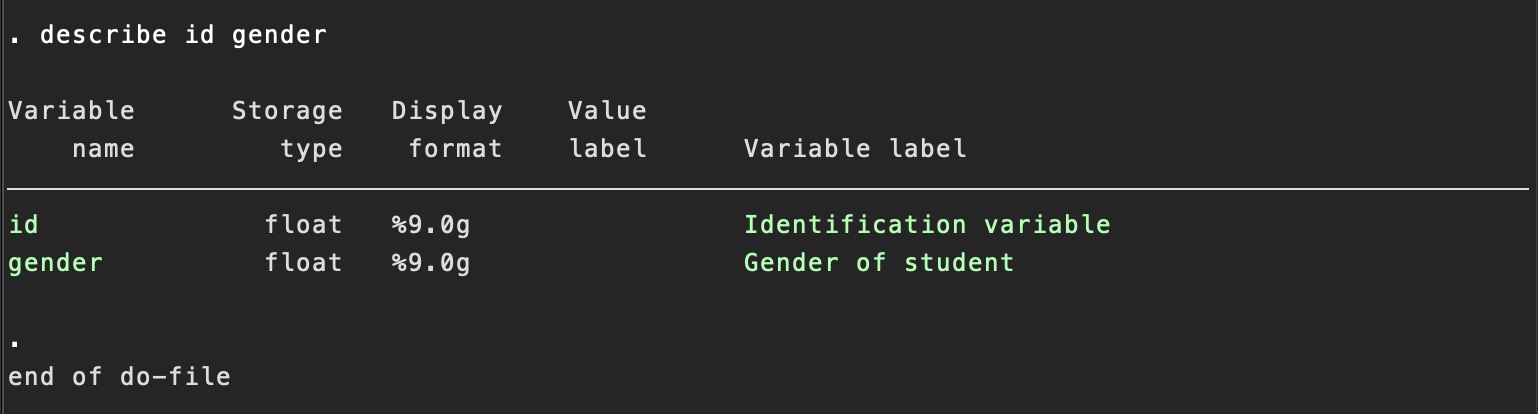 . describe id gender
Variable      Storage   Display    Value
    name         type    format    label      Variable label
id              float   %9.0g                 Identification variable
gender          float   %9.0g                 Gender of student
.
end of do-file